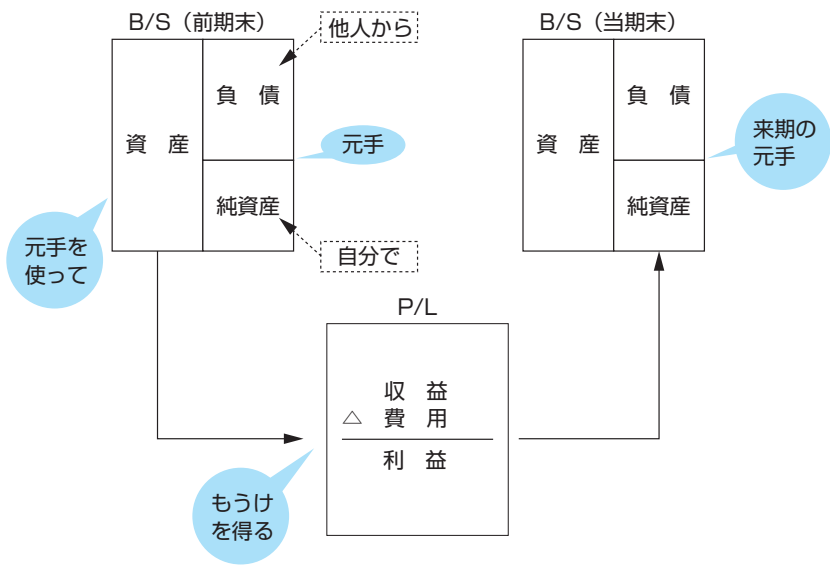 B/S（前期末）
他人から
負　債
資　産
元手
純資産
元手を
使って
自分で
B/S（当期末）
負　債
資　産
来期の
元手
純資産
P/L
収　益
△　費　用
利　益
もうけ
を得る